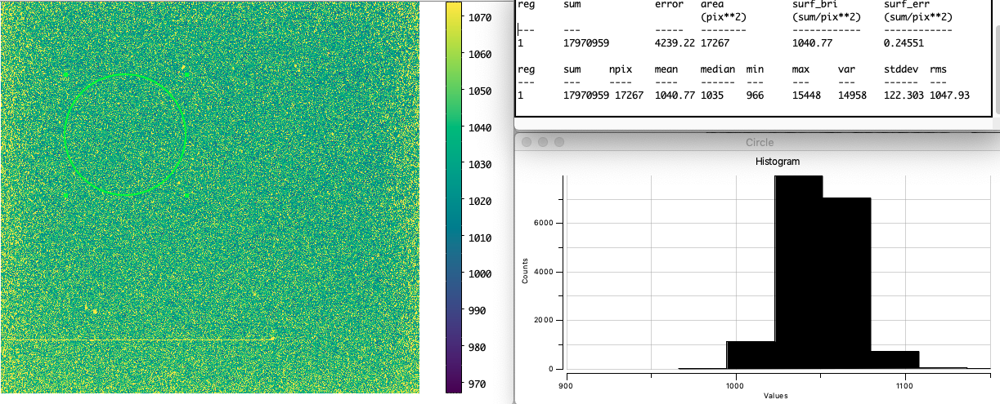 1070
1060
1050
1040
1030
1020
1010
1000
990
980
970
reg sum error area surf_bri surf_err
(pix**2) (sum/pix**2) (sum/pix**2)
--- --- ----- -------- ------------ ------------
1 17970959 4239.22 17267 1040.77 0.24551
reg sum npix mean median min max var stddev rms
--- --- ---- ---- ------ --- --- --- ------ ---
1 17970959 17267 1040.77 1035 966 15448 14958 122.303 1047.93
Circle
Histogram
6000
4000
2000
0
Counts
900 1000 1100
Values